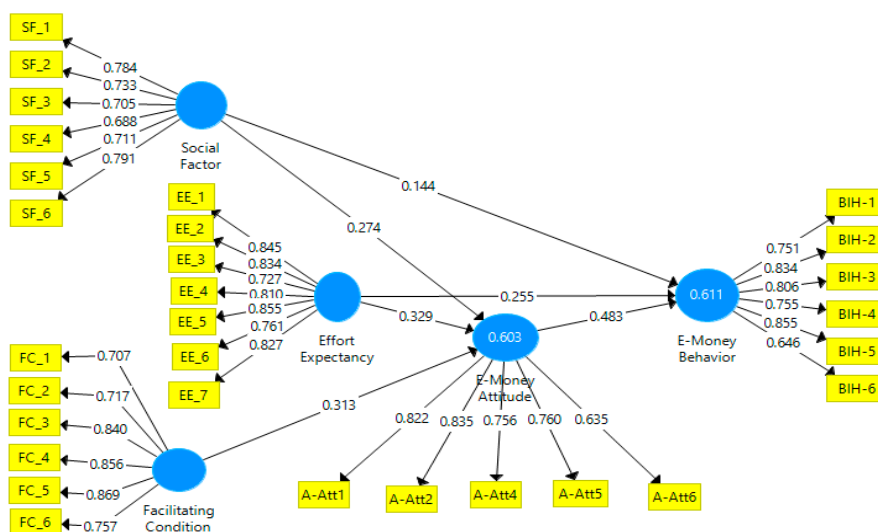 SF_1
SF_2
SF_3
SF_4
SF_5
SF_6
0.784
0.733
0.705
0.688
0.711
0.791
Social
Factor
0.144
0.274
EE_1
EE_2
EE_3
EE_4
EE_5
EE_6
EE_7
0.845
0.834
0.727
0.810
0.855
0.761
0.827
Effort
Expectancy
0.255
0.329
0.603
E-Money
Attitude
0.483
0.611
E-Money
Behavior
0.751
0.834
0.806
0.755
0.855
0.646
BIH-1
BIH-2
BIH-3
BIH-4
BIH-5
BIH-6
FC_1
FC_2
FC_3
FC_4
FC_5
FC_6
0.707
0.717
0.840
0.856
0.869
0.757
Facilitating
Condition
0.313
0.822
0.835
0.756
0.760
0.635
A-Att1
A-Att2
A-Att4
A-Att5
A-Att6